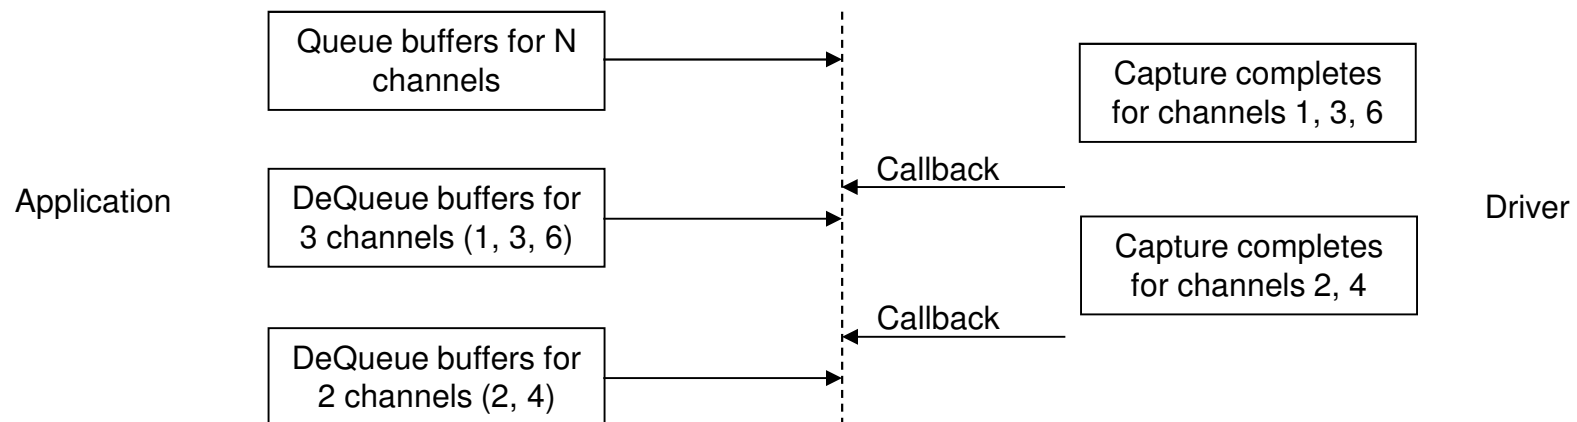 Queue buffers for N
channels
Capture completes
for channels 1, 3, 6
Callback
Application
DeQueue buffers for
3 channels (1, 3, 6)
Driver
Capture completes
for channels 2, 4
Callback
DeQueue buffers for
2 channels (2, 4)